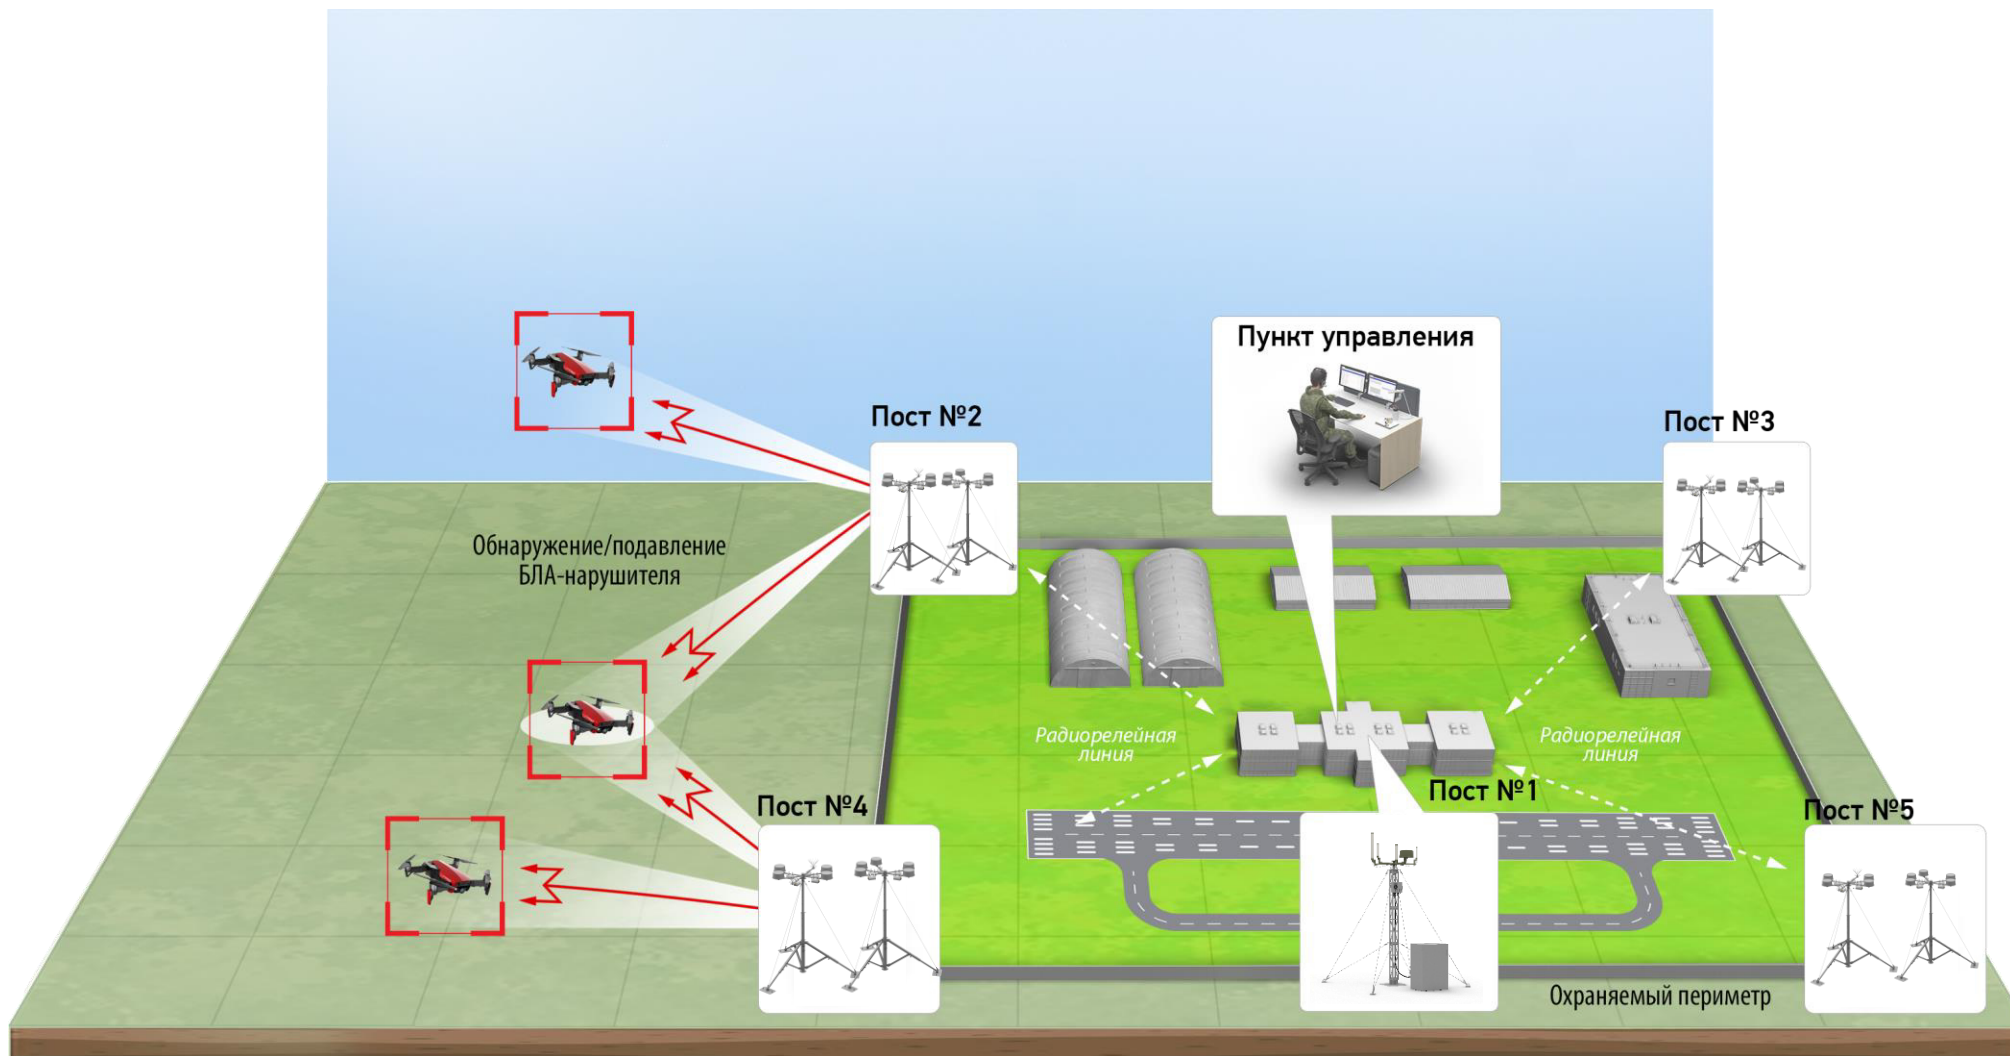 Пункт управления
Пост №2
Пост №3
Обнаружение/подавление
БЛА-нарушителя
Радиорелейная
линия
Радиорелейная
линия
Пост №1
Пост №4
Пост №5
Охраняемый периметр